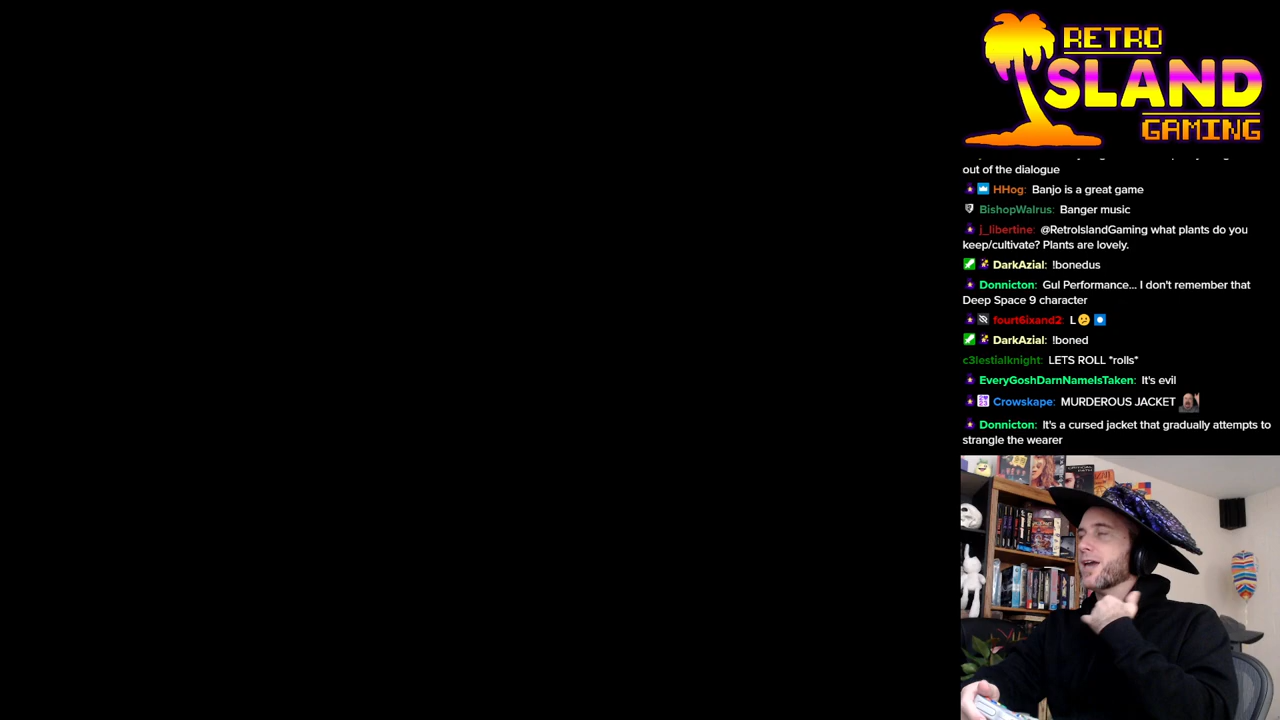 RETRO
ISLAND
GAMING
out of the dialogue
HHog: Banjo is a great game
BishopWalrus: Banger music
j_libertine: @RetroIslandGaming what plants do you
keep/cultivate? Plants are lovely.
DarkAzial: !bonedus
Donnicton: Gul Performance... I don't remember that
Deep Space 9 character
fourt6ixand2: L
DarkAzial: !boned
c3lestialknight: LETS ROLL *rolls*
EveryGoshDarnNameIsTaken: It's evil
Crowskape: MURDEROUS JACKET
Donnicton: It's a cursed jacket that gradually attempts to
strangle the wearer